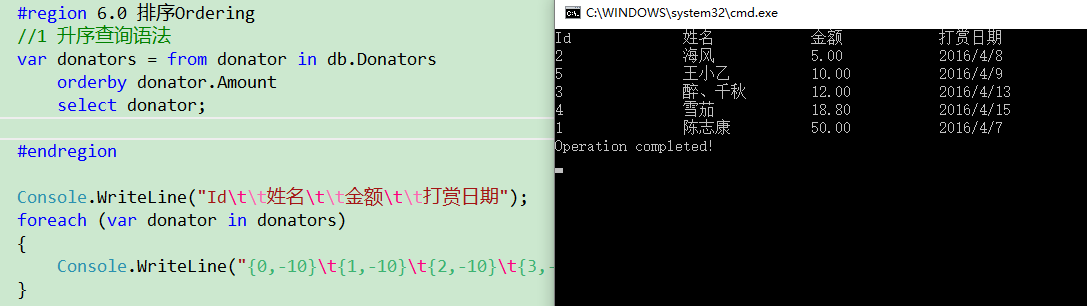 #region 6.0 排序Ordering
//1 升序查询语法
var donators = from donator in db.Donators
orderby donator.Amount
select donator;
#endregion
Console.WriteLine("Id\t\t姓名\t\t金额\t\t打赏日期");
foreach (var donator in donators)
{
Console.WriteLine("{0,-10}\t{1,-10}\t{2,-10}\t{3,-
}
C:\WINDOWS\system32\cmd.exe
Id 姓名 金额 打赏日期
2 海风 5.00 2016/4/8
5 王小乙 10.00 2016/4/9
3 醉、千秋 12.00 2016/4/13
4 雪茄 18.80 2016/4/15
1 陈志康 50.00 2016/4/7
Operation completed!